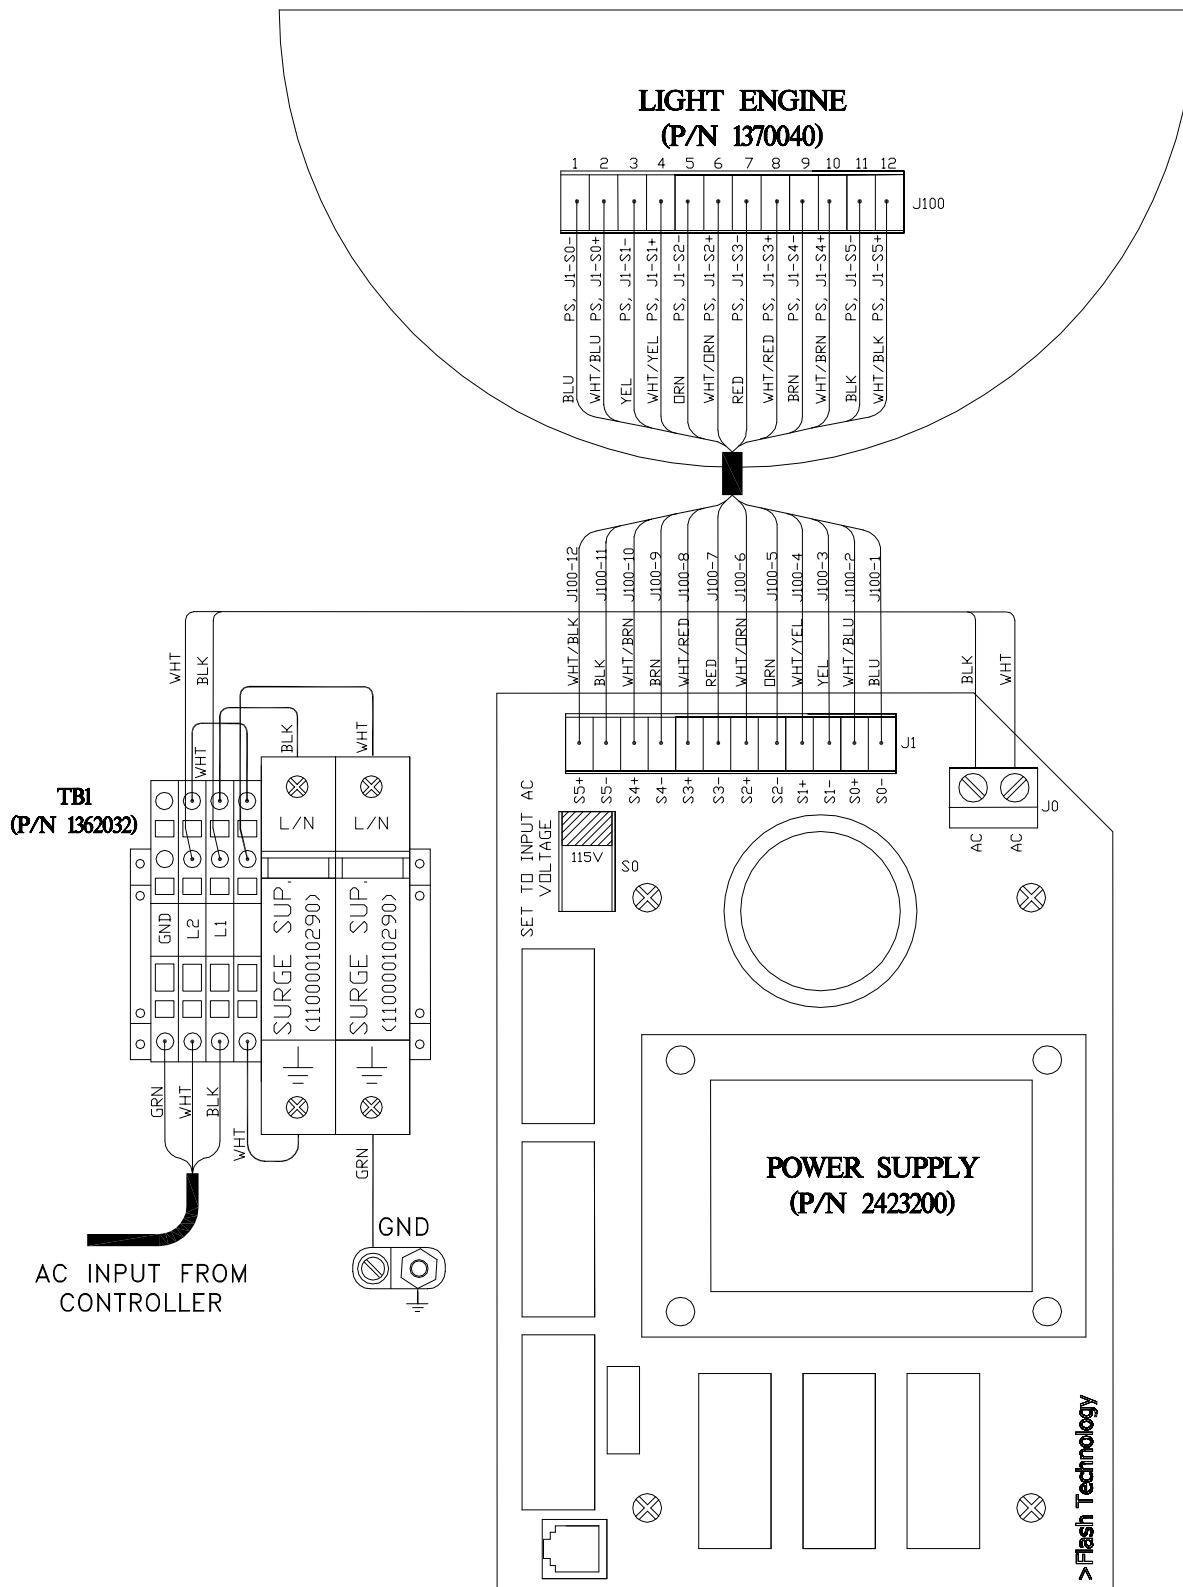 LIGHT ENGINE
(P/N 1370040)
1 2 3 4 5 6 7 8 9 10 11 12
J100
BLU PS, J1-S0-
WHT/BLU PS, J1-S0+
YEL PS, J1-S1-
WHT/YEL PS, J1-S1+
ORN PS, J1-S2-
WHT/ORN PS, J1-S2+
RED PS, J1-S3-
WHT/RED PS, J1-S3+
BRN PS, J1-S4-
WHT/BRN PS, J1-S4+
BLK PS, J1-S5-
WHT/BLK PS, J1-S5+
WHT/BLK J100-12
BLK J100-11
WHT/BRN J100-10
BRN J100-9
WHT/RED J100-8
RED J100-7
WHT/ORN J100-6
ORN J100-5
WHT/YEL J100-4
YEL J100-3
WHT/BLU J100-2
BLU J100-1
WHT
BLK
BLK
WHT
WHT
BLK
WHT
J1
S5+
S5-
S4+
S4-
S3+
S3-
S2+
S2-
S1+
S1-
S0+
S0-
TB1
(P/N 1362032)
L/N
L/N
SET TO INPUT AC
VOLTAGE
115V
S0
J0
AC
AC
GND
L2
L1
SURGE SUP.
(1100010290)
SURGE SUP.
(1100010290)
GRN
WHT
BLK
WHT
GRN
GND
AC INPUT FROM
CONTROLLER
POWER SUPPLY
(P/N 2423200)
>Flash Technology